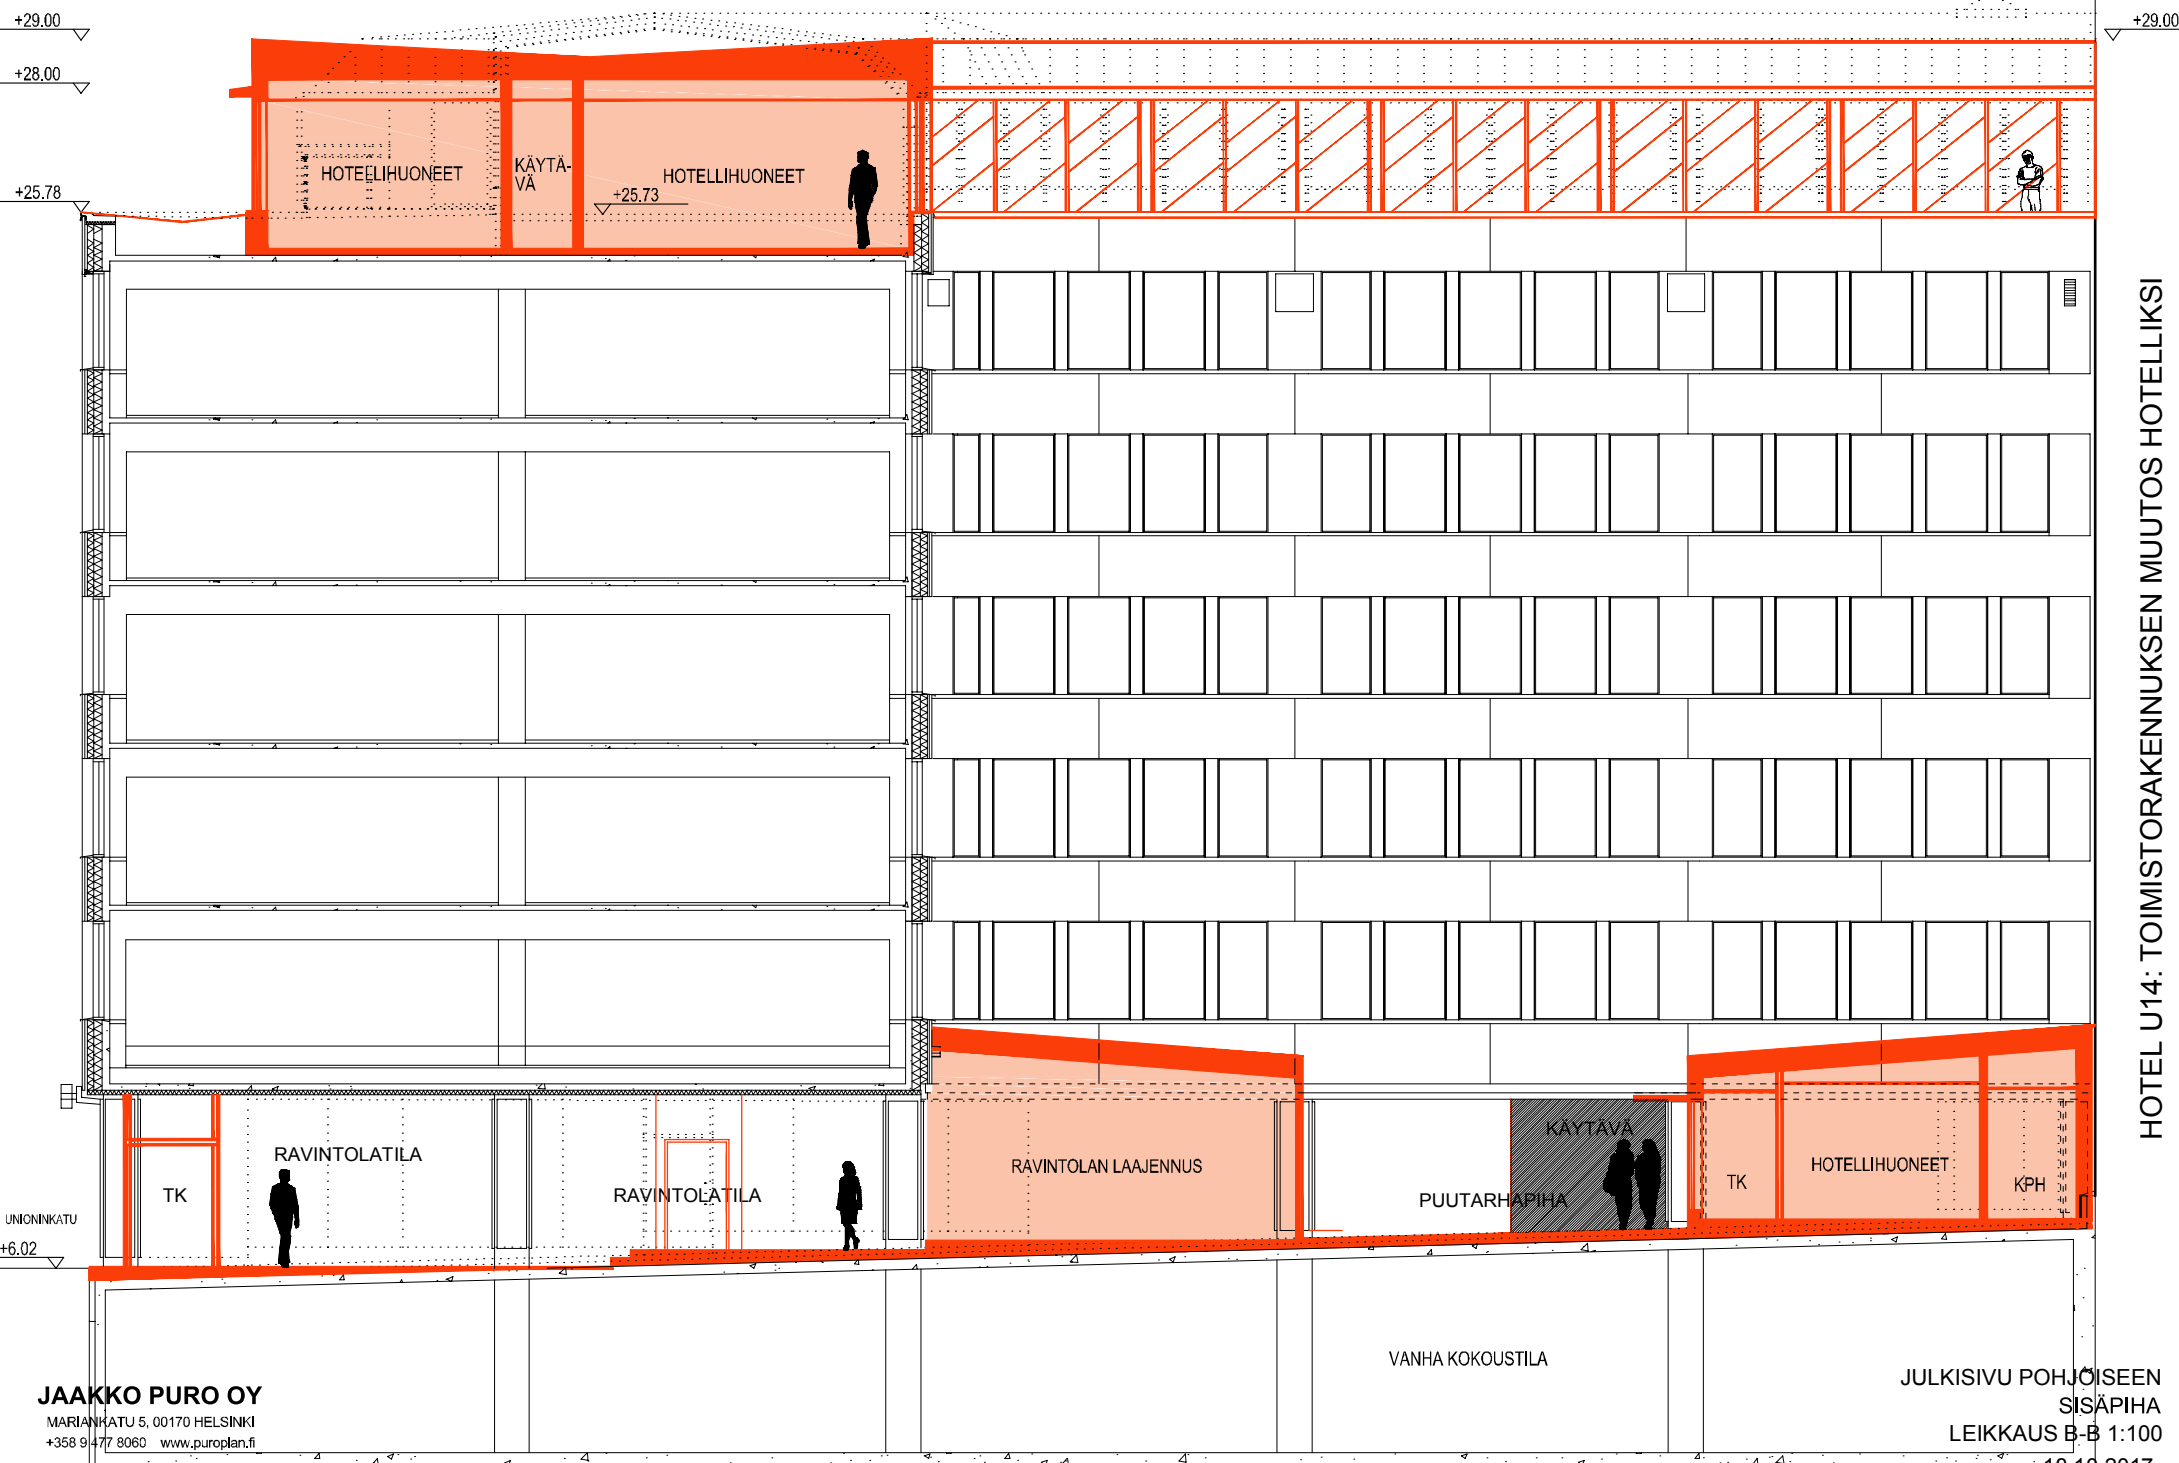 +29.00
+29.00
+28.00
HOTELLIHUONEET
KÄYTÄ-
VÄ
HOTELLIHUONEET
+25.78
+25.73
HOTEL U14: TOIMISTORAKENNUKSEN MUUTOS HOTELLIKSI
TK
RAVINTOLATILA
RAVINTOLATILA
RAVINTOLAN LAAJENNUS
PUUTARHAPIHA
KÄYTÄVÄ
TK
HOTELLIHUONEET
KPH
UNIONINKATU
+6.02
VANHA KOKOUSTILA
JAAKKO PURO OY
MARIANKATU 5, 00170 HELSINKI
+358 9 477 8060 www.puroplan.fi
JULKISIVU POHJOISEEN
SISÄPIHA
LEIKKAUS B-B 1:100